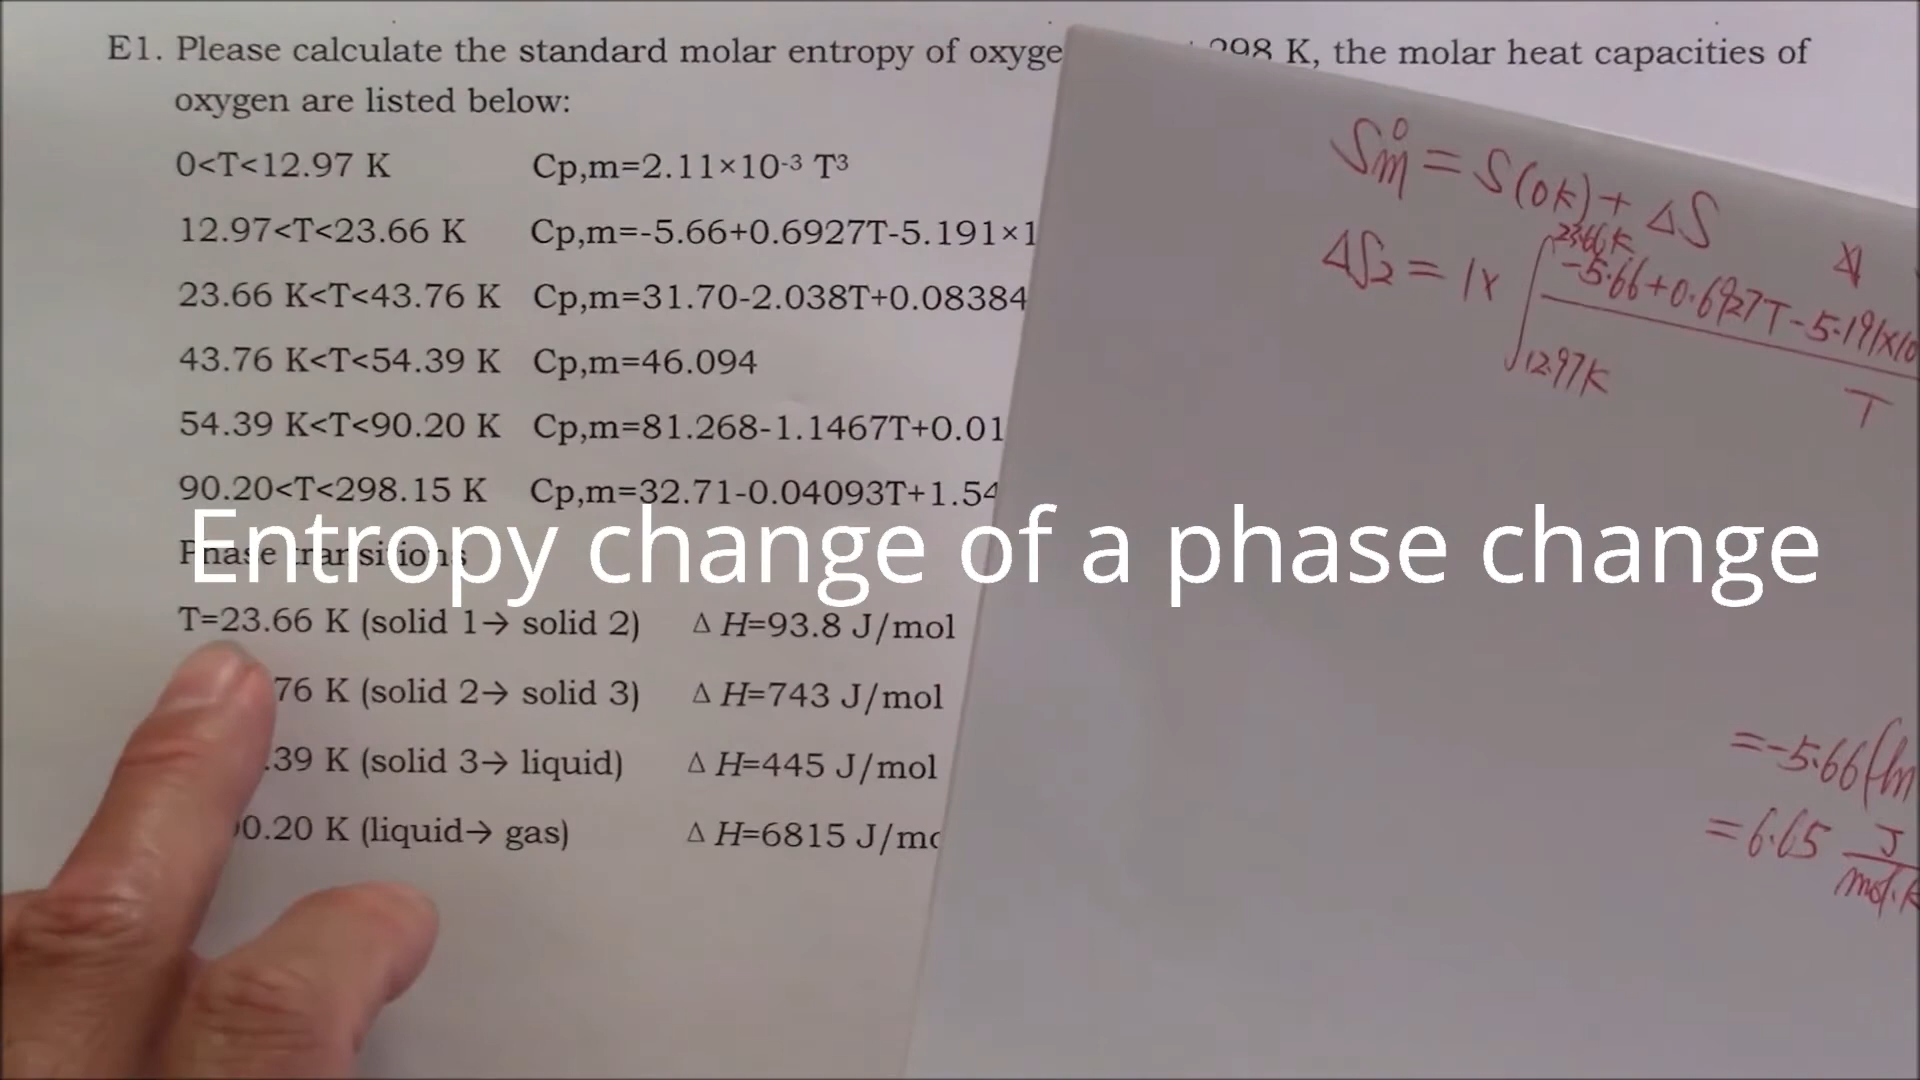 E1. Please calculate the standard molar entropy of oxyge 298 K, the molar heat capacities of
oxygen are listed below:
0<T<12.97 K Cp,m=2.11×10⁻³ T³
12.97<T<23.66 K Cp,m=-5.66+0.6927T-5.191×1
23.66 K<T<43.76 K Cp,m=31.70-2.038T+0.08384
43.76 K<T<54.39 K Cp,m=46.094
54.39 K<T<90.20 K Cp,m=81.268-1.1467T+0.01
90.20<T<298.15 K Cp,m=32.71-0.04093T+1.54
Phase transitions
Entropy change of a phase change
T=23.66 K (solid 1→ solid 2) Δ H=93.8 J/mol
76 K (solid 2→ solid 3) Δ H=743 J/mol
.39 K (solid 3→ liquid) Δ H=445 J/mol
0.20 K (liquid→ gas) Δ H=6815 J/mo
S°m = S(0K) + ΔS
ΔS₂ = 1×
23.66K
-5.66+0.6927T-5.191×10
12.97K
T
=-5.66(ln
=6.65 J
mol.K